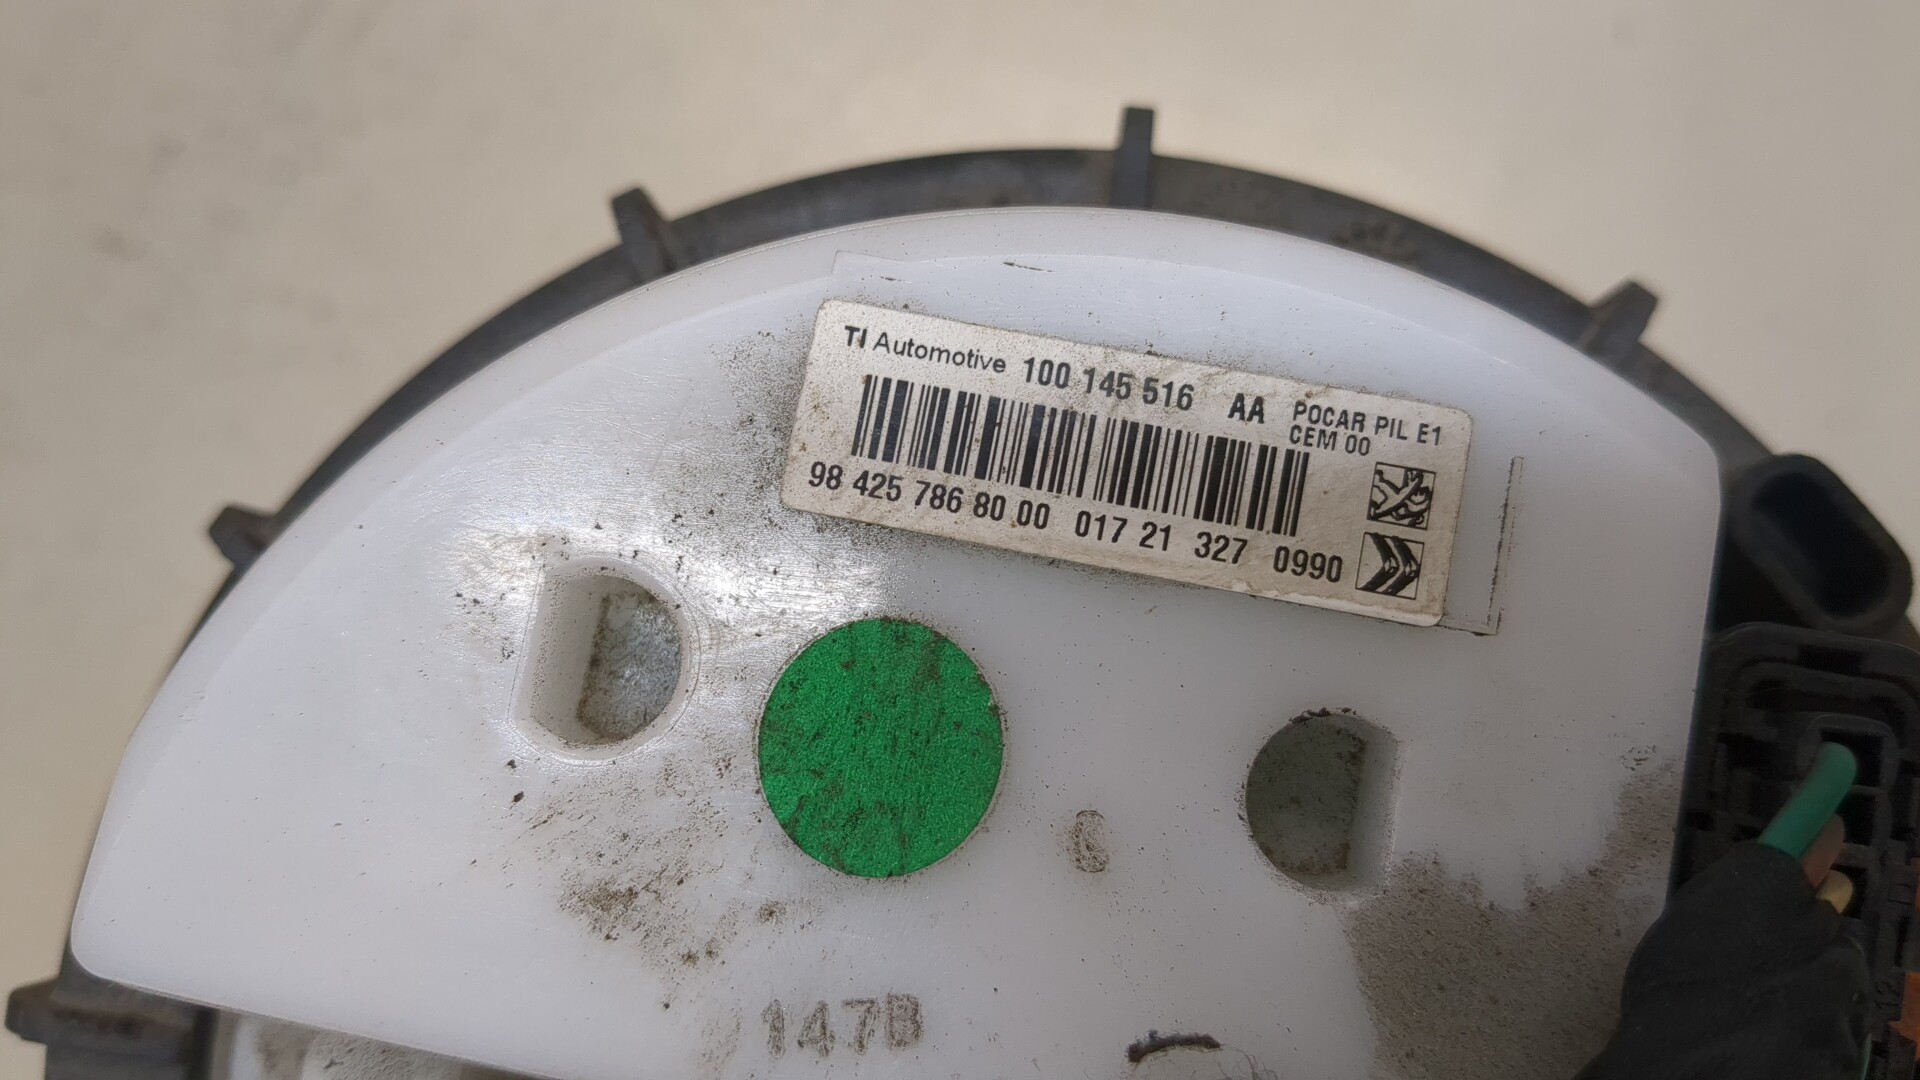 TI Automotive 100 145 516 AA POCAR PIL E1
CEM 00
98 425 786 80 00 017 21 327 0990
147B
12